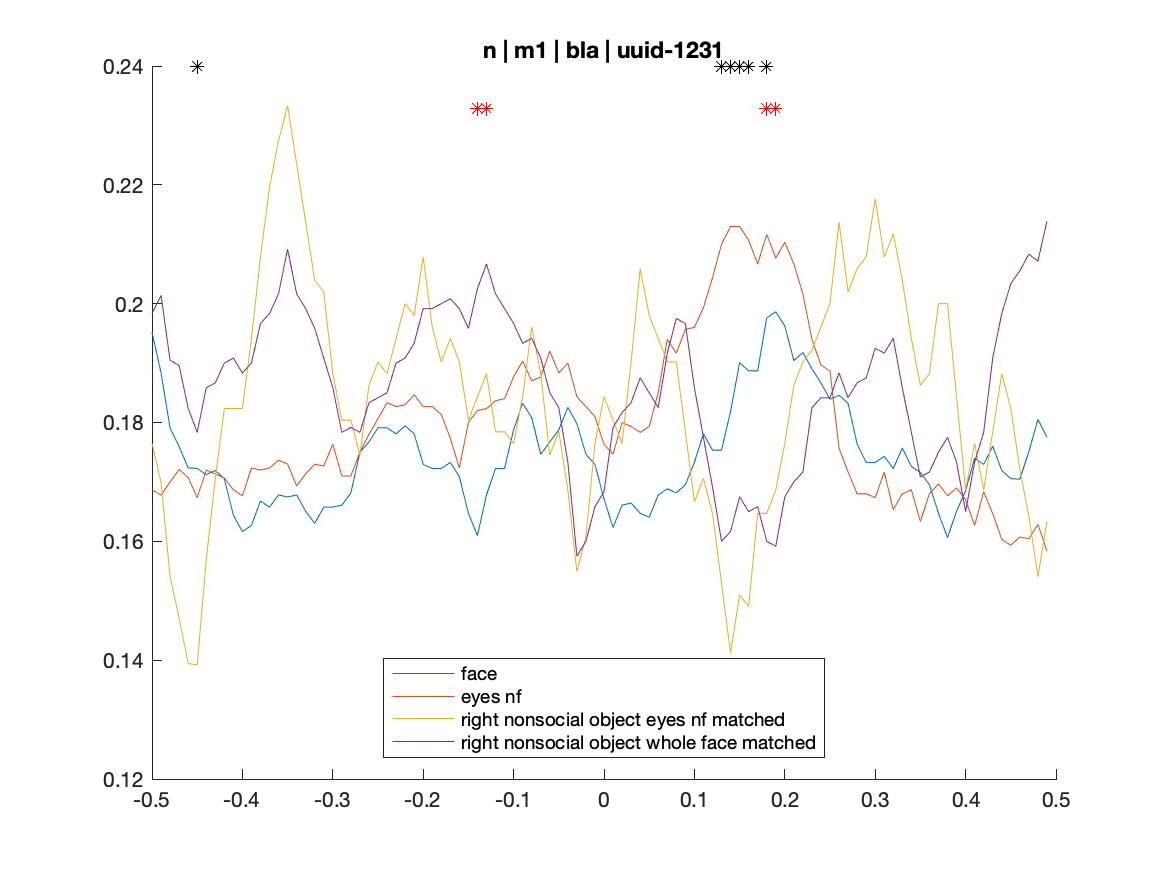 n | m1 | bla | uuid-1231
0.24
0.22
0.2
0.18
0.16
0.14
0.12
face
eyes nf
right nonsocial object eyes nf matched
right nonsocial object whole face matched
-0.5 -0.4 -0.3 -0.2 -0.1 0 0.1 0.2 0.3 0.4 0.5